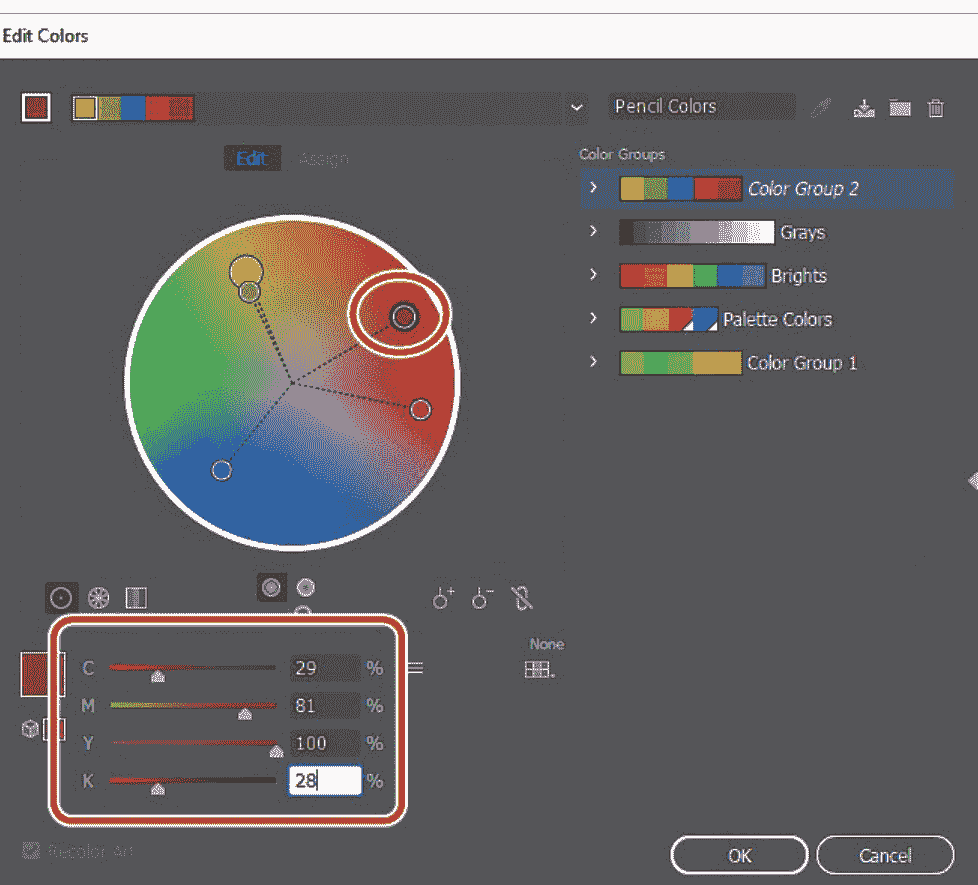 Edit Colors
Pencil Colors
Edit Assign
Color Groups
Color Group 2
Grays
Brights
Palette Colors
Color Group 1
None
C 29 %
M 81 %
Y 100 %
K 28 %
Recolor Art
OK Cancel